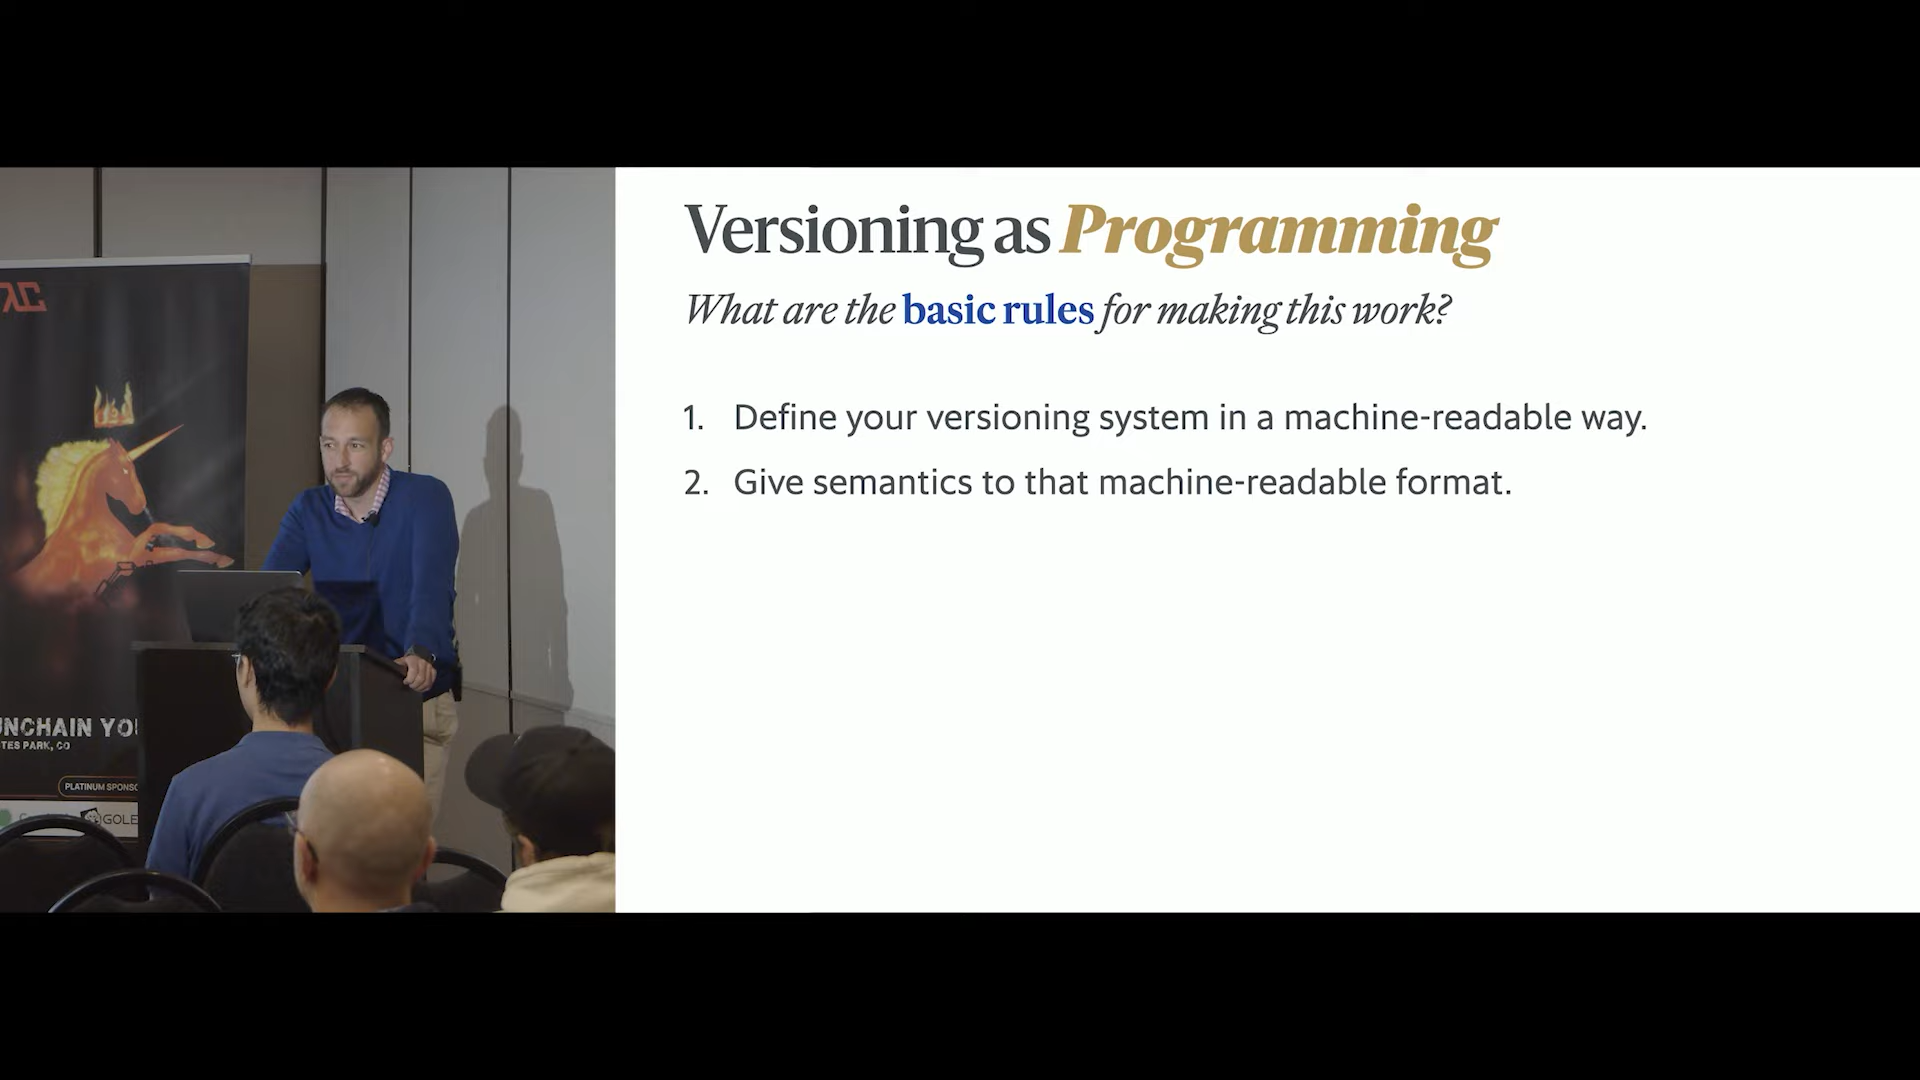 Versioning as Programming
What are the basic rules for making this work?
1. Define your versioning system in a machine-readable way.
2. Give semantics to that machine-readable format.
UNCHAIN YOU
TES PARK, CO
PLATINUM SPONSO
GOLE